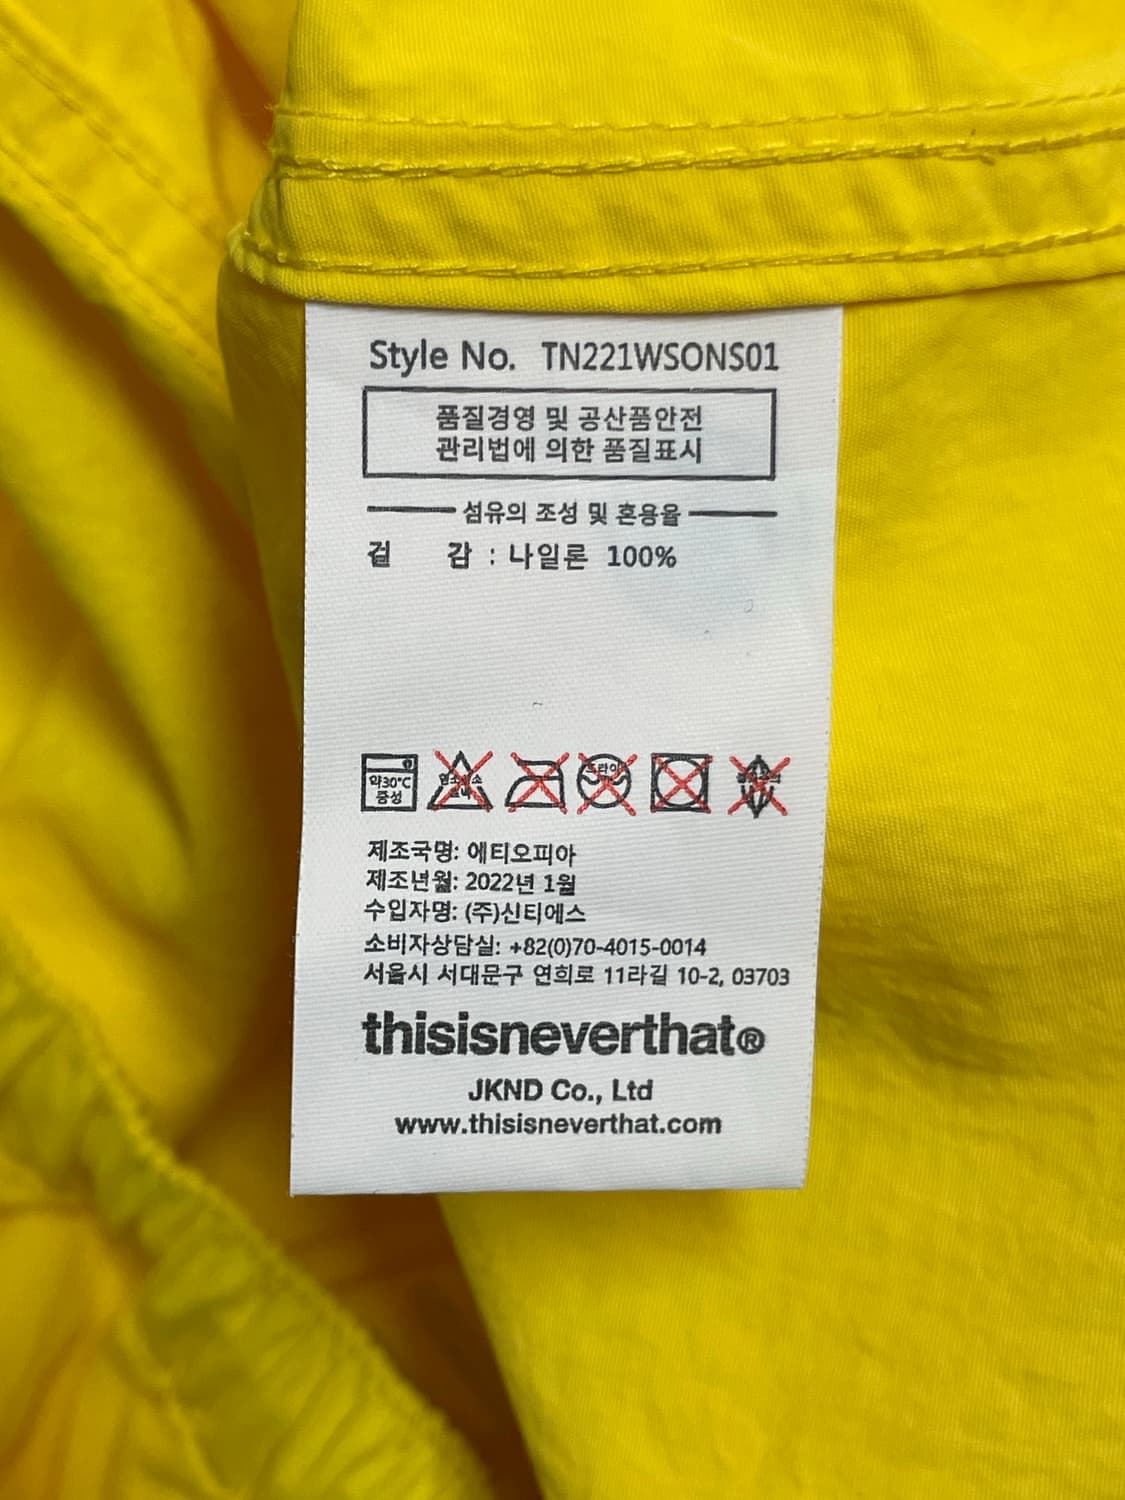 Style No. TN221WSONS01
품질경영 및 공산품안전
관리법에 의한 품질표시
섬유의 조성 및 혼용율
겉 감 : 나일론 100%
약30℃
중성
드라이
제조국명: 에티오피아
제조년월: 2022년 1월
수입자명: (주)신티에스
소비자상담실: +82(0)70-4015-0014
서울시 서대문구 연희로 11라길 10-2, 03703
thisisneverthat®
JKND Co., Ltd
www.thisisneverthat.com